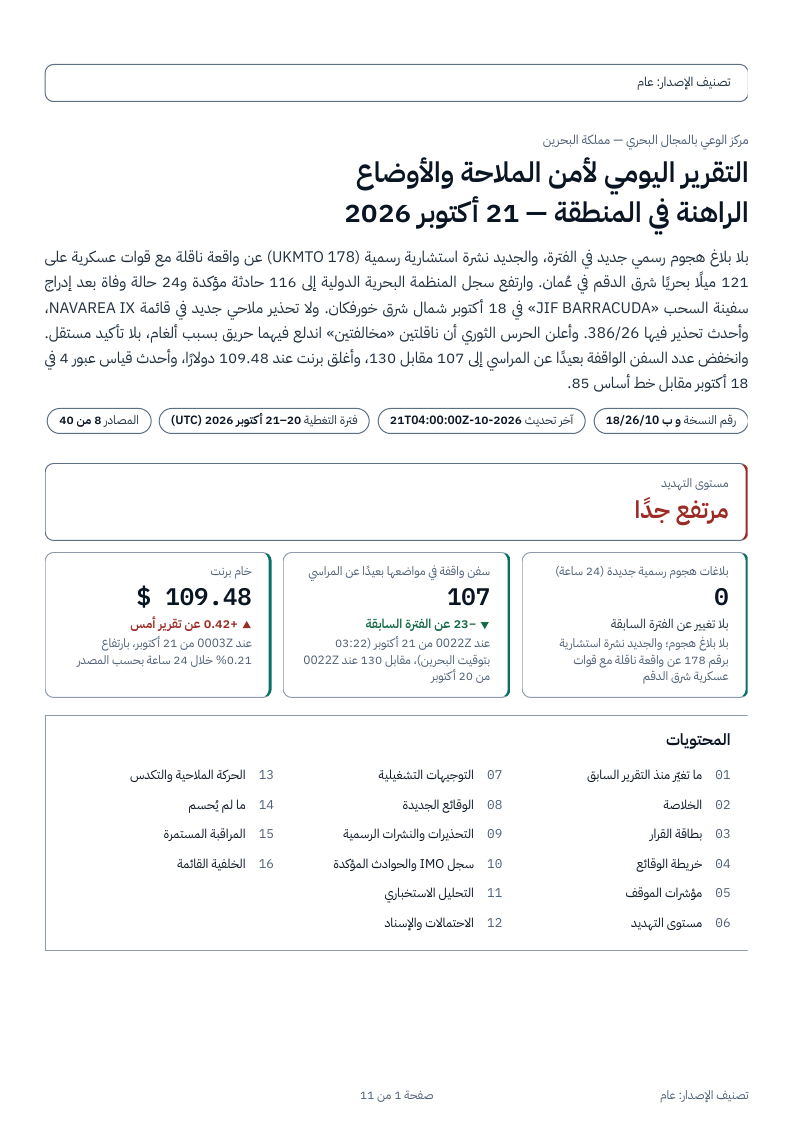 تصنيف الإصدار: عام
مركز الوعي بالمجال البحري — مملكة البحرين
التقرير اليومي لأمن الملاحة والأوضاع
الراهنة في المنطقة — 21 أكتوبر 2026
بلا بلاغ هجوم رسمي جديد في الفترة، والجديد نشرة استشارية رسمية (UKMTO 178) عن واقعة ناقلة مع قوات عسكرية على
121 ميلًا بحريًا شرق الدقم في عُمان. وارتفع سجل المنظمة البحرية الدولية إلى 116 حادثة مؤكدة و24 حالة وفاة بعد إدراج
سفينة السحب «JIF BARRACUDA» في 18 أكتوبر شمال شرق خورفكان. ولا تحذير ملاحي جديد في قائمة NAVAREA IX،
وأحدث تحذير فيها 386/26. وأعلن الحرس الثوري أن ناقلتين «مخالفتين» اندلع فيهما حريق بسبب ألغام، بلا تأكيد مستقل.
وانخفض عدد السفن الواقفة بعيدًا عن المراسي إلى 107 مقابل 130، وأغلق برنت عند 109.48 دولارًا، وأحدث قياس عبور 4 في
18 أكتوبر مقابل خط أساس 85.
رقم النسخة و ب 18/26/10
آخر تحديث 21T04:00:00Z-10-2026
فترة التغطية 20–21 أكتوبر 2026 (UTC)
المصادر 8 من 40
مستوى التهديد
مرتفع جدًا
بلاغات هجوم رسمية جديدة (24 ساعة)
0
بلا تغيير عن الفترة السابقة
بلا بلاغ هجوم؛ والجديد نشرة استشارية
برقم 178 عن واقعة ناقلة مع قوات
عسكرية شرق الدقم
سفن واقفة في مواضعها بعيدًا عن المراسي
107
▼ −23 عن الفترة السابقة
عند 0022Z من 21 أكتوبر (03:22
بتوقيت البحرين)، مقابل 130 عند 0022Z
من 20 أكتوبر
خام برنت
109.48 $
▲ +0.42 عن تقرير أمس
عند 0003Z من 21 أكتوبر، بارتفاع
0.21% خلال 24 ساعة بحسب المصدر
المحتويات
01 ما تغيّر منذ التقرير السابق
02 الخلاصة
03 بطاقة القرار
04 خريطة الوقائع
05 مؤشرات الموقف
06 مستوى التهديد
07 التوجيهات التشغيلية
08 الوقائع الجديدة
09 التحذيرات والنشرات الرسمية
10 سجل IMO والحوادث المؤكدة
11 التحليل الاستخباري
12 الاحتمالات والإسناد
13 الحركة الملاحية والتكدس
14 ما لم يُحسم
15 المراقبة المستمرة
16 الخلفية القائمة
تصنيف الإصدار: عام
صفحة 1 من 11